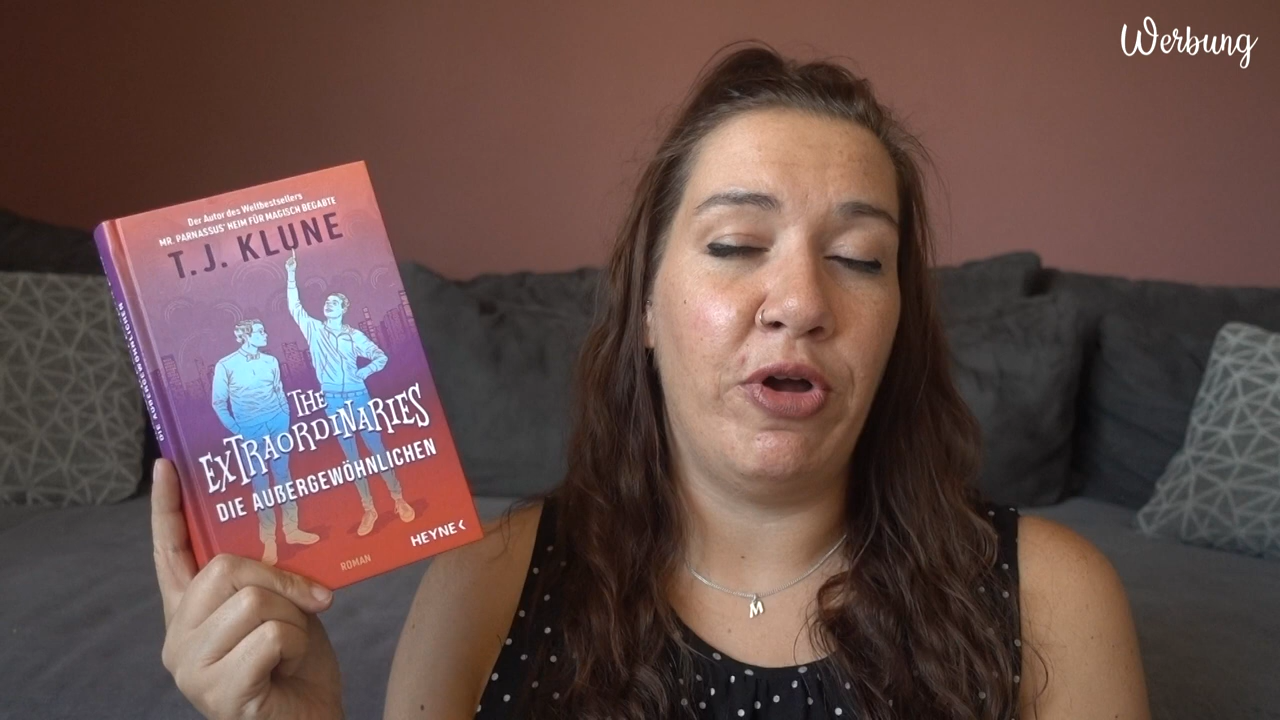 Werbung
Der Autor des Weltbestsellers
MR. PARNASSUS' HEIM FÜR MAGISCH BEGABTE
T. J. KLUNE
THE
EXTRAORDINARIES
DIE AUßERGEWÖHNLICHEN
ROMAN
HEYNE<
DIE AUßERGEWÖHNLICHEN
M